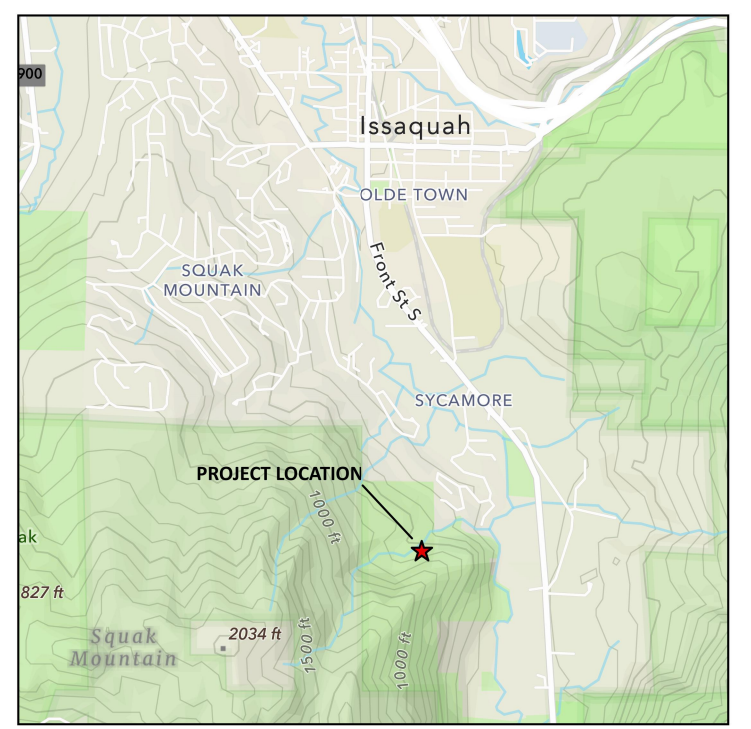 900
Issaquah
OLDE TOWN
Front St S
SQUAK
MOUNTAIN
SYCAMORE
PROJECT LOCATION
1000 ft
ak
827 ft
Squak
Mountain
2034 ft
1500 ft
1000 ft